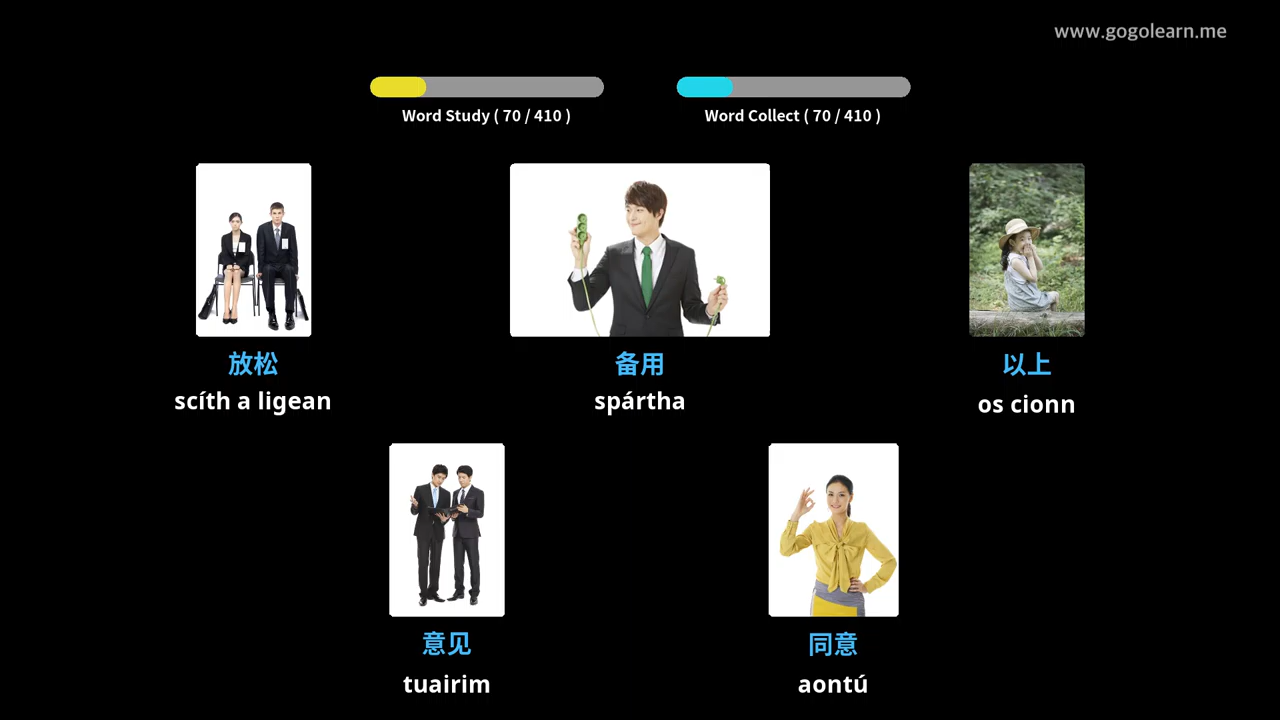 www.gogolearn.me
Word Study ( 70 / 410 )
Word Collect ( 70 / 410 )
放松
备用
以上
scíth a ligean
spártha
os cionn
意见
同意
tuairim
aontú